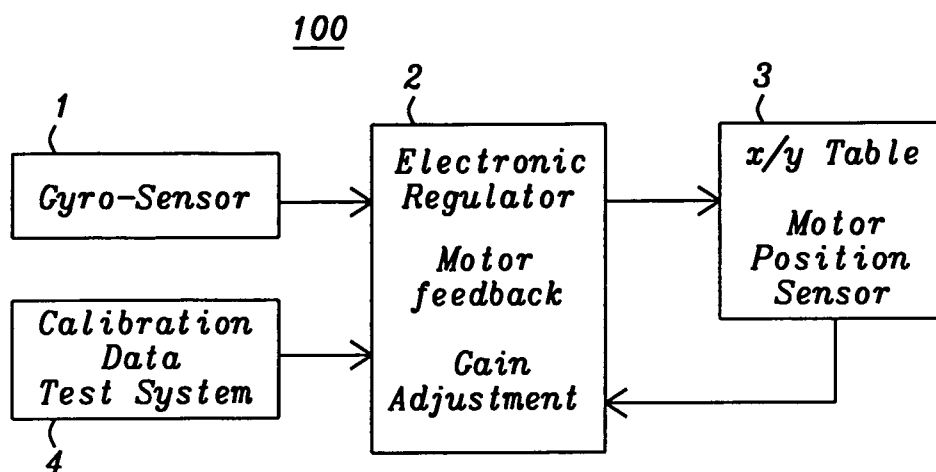 100
1
Gyro-Sensor
2
Electronic
Regulator
Motor
feedback
Gain
Adjustment
3
x/y Table
Motor
Position
Sensor
Calibration
Data
Test System
4